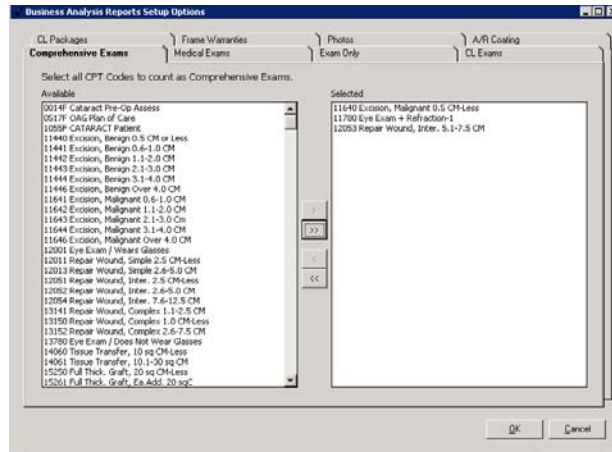 Business Analysis Reports Setup Options
CL Packages
Frame Warranties
Photos
A/R Coating
Comprehensive Exams
Medical Exams
Exam Only
CL Exams
Select all CPT Codes to count as Comprehensive Exams.
Available
0014F Cataract Pre-Op Assess
0517F OAG Plan of Care
1055F CATARACT Patient
11440 Excision, Benign 0.5 CM or Less
11441 Excision, Benign 0.6-1.0 CM
11442 Excision, Benign 1.1-2.0 CM
11443 Excision, Benign 2.1-3.0 CM
11444 Excision, Benign 3.1-4.0 CM
11446 Excision, Benign Over 4.0 CM
11641 Excision, Malignant 0.6-1.0 CM
11642 Excision, Malignant 1.1-2.0 CM
11643 Excision, Malignant 2.1-3.0 Cm
11644 Excision, Malignant 3.1-4.0 CM
11646 Excision, Malignant Over 4.0 CM
12001 Eye Exam / Wears Glasses
12011 Repair Wound, Simple 2.5 CM-Less
12013 Repair Wound, Simple 2.6-5.0 CM
12051 Repair Wound, Inter. 2.5 CM-Less
12052 Repair Wound, Inter. 2.6-5.0 CM
12054 Repair Wound, Inter. 7.6-12.5 CM
13141 Repair Wound, Complex 1.1-2.5 CM
13150 Repair Wound, Complex 1.0 CM-Less
13152 Repair Wound, Complex 2.6-7.5 CM
13780 Eye Exam / Does Not Wear Glasses
14060 Tissue Transfer, 10 sq CM-Less
14061 Tissue Transfer, 10.1-30 sq CM
15250 Full Thick. Graft, 20 sq CM-Less
15261 Full Thick. Graft, Ea.Add. 20 sqC
>
>>
<
<<
Selected
11640 Excision, Malignant 0.5 CM-Less
11780 Eye Exam + Refraction-1
12053 Repair Wound, Inter. 5.1-7.5 CM
OK
Cancel